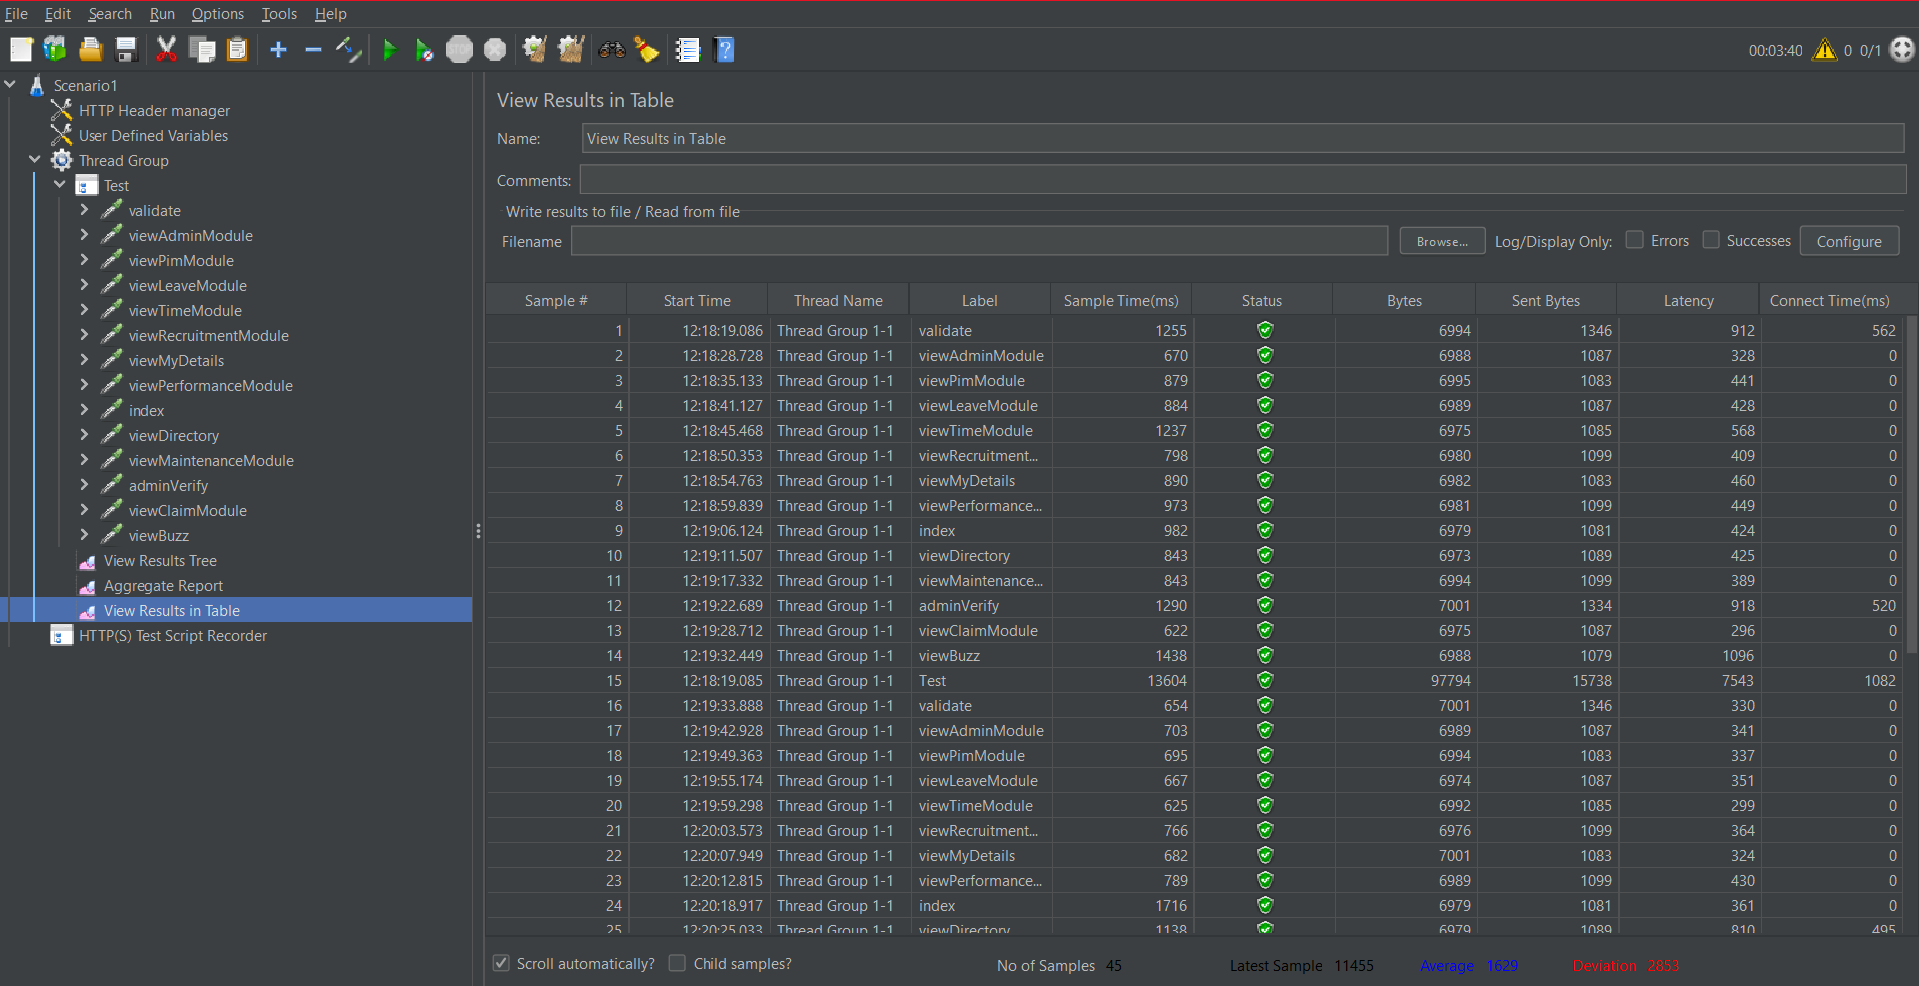 File Edit Search Run Options Tools Help
STOP ? 00:03:40 0 0/1
Scenario1
HTTP Header manager
User Defined Variables
Thread Group
Test
validate
viewAdminModule
viewPimModule
viewLeaveModule
viewTimeModule
viewRecruitmentModule
viewMyDetails
viewPerformanceModule
index
viewDirectory
viewMaintenanceModule
adminVerify
viewClaimModule
viewBuzz
View Results Tree
Aggregate Report
View Results in Table
HTTP(S) Test Script Recorder
View Results in Table
Name: View Results in Table
Comments:
Write results to file / Read from file
Filename Browse... Log/Display Only: Errors Successes Configure
Sample # Start Time Thread Name Label Sample Time(ms) Status Bytes Sent Bytes Latency Connect Time(ms)
1 12:18:19.086 Thread Group 1-1 validate 1255 6994 1346 912 562
2 12:18:28.728 Thread Group 1-1 viewAdminModule 670 6988 1087 328 0
3 12:18:35.133 Thread Group 1-1 viewPimModule 879 6995 1083 441 0
4 12:18:41.127 Thread Group 1-1 viewLeaveModule 884 6989 1087 428 0
5 12:18:45.468 Thread Group 1-1 viewTimeModule 1237 6975 1085 568 0
6 12:18:50.353 Thread Group 1-1 viewRecruitment... 798 6980 1099 409 0
7 12:18:54.763 Thread Group 1-1 viewMyDetails 890 6982 1083 460 0
8 12:18:59.839 Thread Group 1-1 viewPerformance... 973 6981 1099 449 0
9 12:19:06.124 Thread Group 1-1 index 982 6979 1081 424 0
10 12:19:11.507 Thread Group 1-1 viewDirectory 843 6973 1089 425 0
11 12:19:17.332 Thread Group 1-1 viewMaintenance... 843 6994 1099 389 0
12 12:19:22.689 Thread Group 1-1 adminVerify 1290 7001 1334 918 520
13 12:19:28.712 Thread Group 1-1 viewClaimModule 622 6975 1087 296 0
14 12:19:32.449 Thread Group 1-1 viewBuzz 1438 6988 1079 1096 0
15 12:18:19.085 Thread Group 1-1 Test 13604 97794 15738 7543 1082
16 12:19:33.888 Thread Group 1-1 validate 654 7001 1346 330 0
17 12:19:42.928 Thread Group 1-1 viewAdminModule 703 6989 1087 341 0
18 12:19:49.363 Thread Group 1-1 viewPimModule 695 6994 1083 337 0
19 12:19:55.174 Thread Group 1-1 viewLeaveModule 667 6974 1087 351 0
20 12:19:59.298 Thread Group 1-1 viewTimeModule 625 6992 1085 299 0
21 12:20:03.573 Thread Group 1-1 viewRecruitment... 766 6976 1099 364 0
22 12:20:07.949 Thread Group 1-1 viewMyDetails 682 7001 1083 324 0
23 12:20:12.815 Thread Group 1-1 viewPerformance... 789 6989 1099 430 0
24 12:20:18.917 Thread Group 1-1 index 1716 6979 1081 361 0
25 12:20:25.033 Thread Group 1-1 viewDirectory 1138 6979 1089 810 495
Scroll automatically? Child samples? No of Samples 45 Latest Sample 11455 Average 1629 Deviation 2853